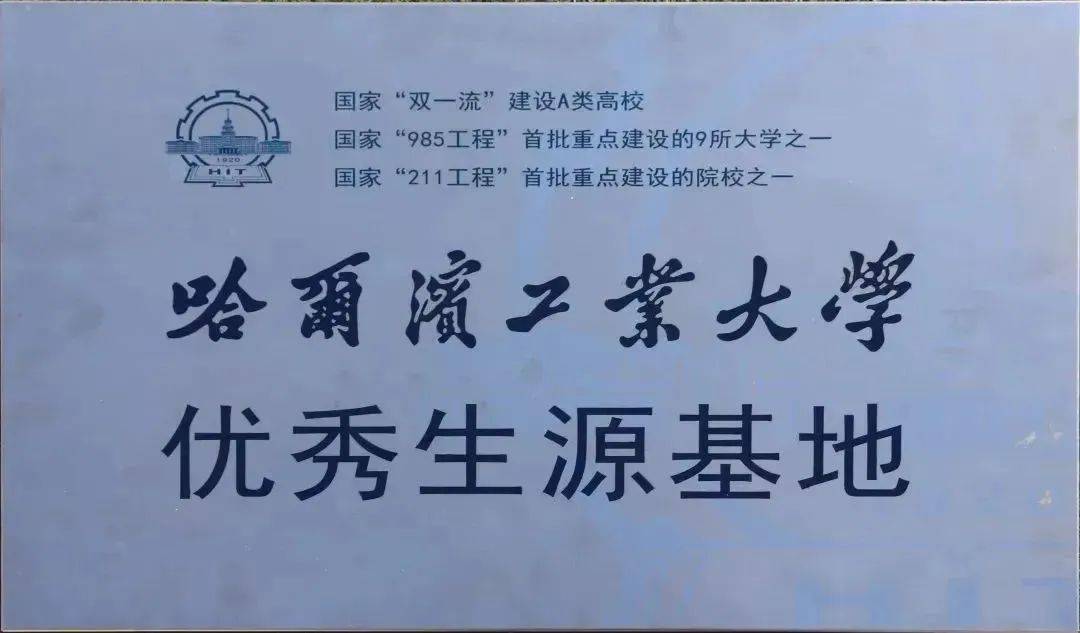 国家“双一流”建设A类高校
国家“985工程”首批重点建设的9所大学之一
国家“211工程”首批重点建设的院校之一
1920
HIT
哈爾濱工業大學
优秀生源基地